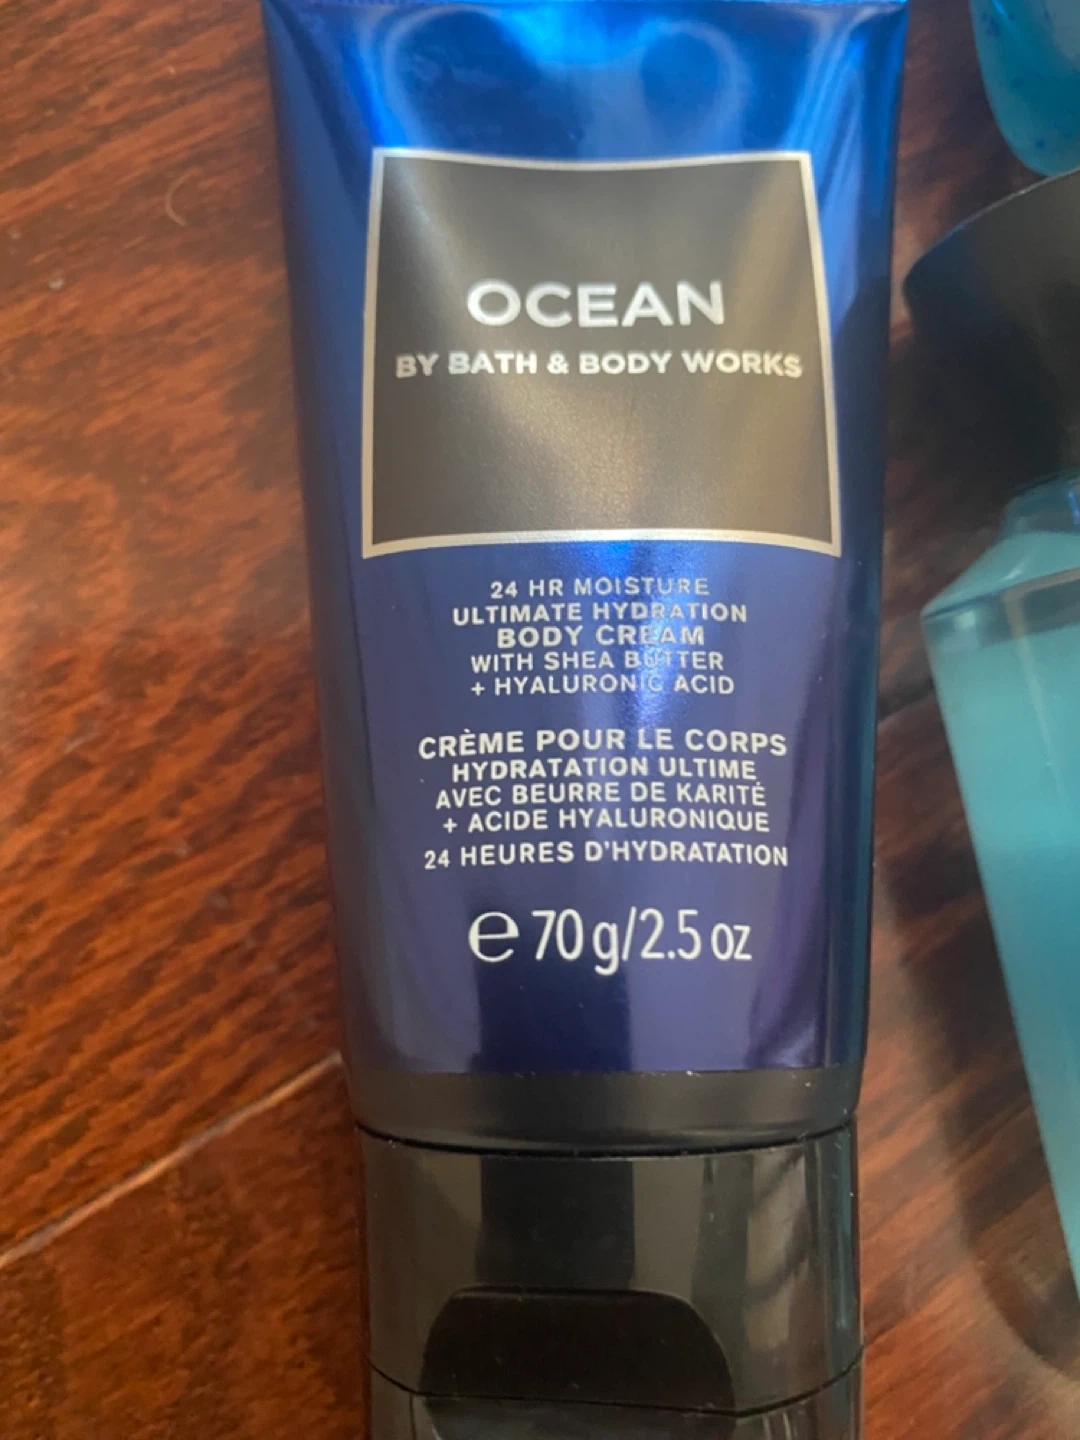 OCEAN
BY BATH & BODY WORKS
24 HR MOISTURE
ULTIMATE HYDRATION
BODY CREAM
WITH SHEA BUTTER
+ HYALURONIC ACID
CRÈME POUR LE CORPS
HYDRATATION ULTIME
AVEC BEURRE DE KARITÉ
+ ACIDE HYALURONIQUE
24 HEURES D'HYDRATATION
℮ 70 g/2.5 oz